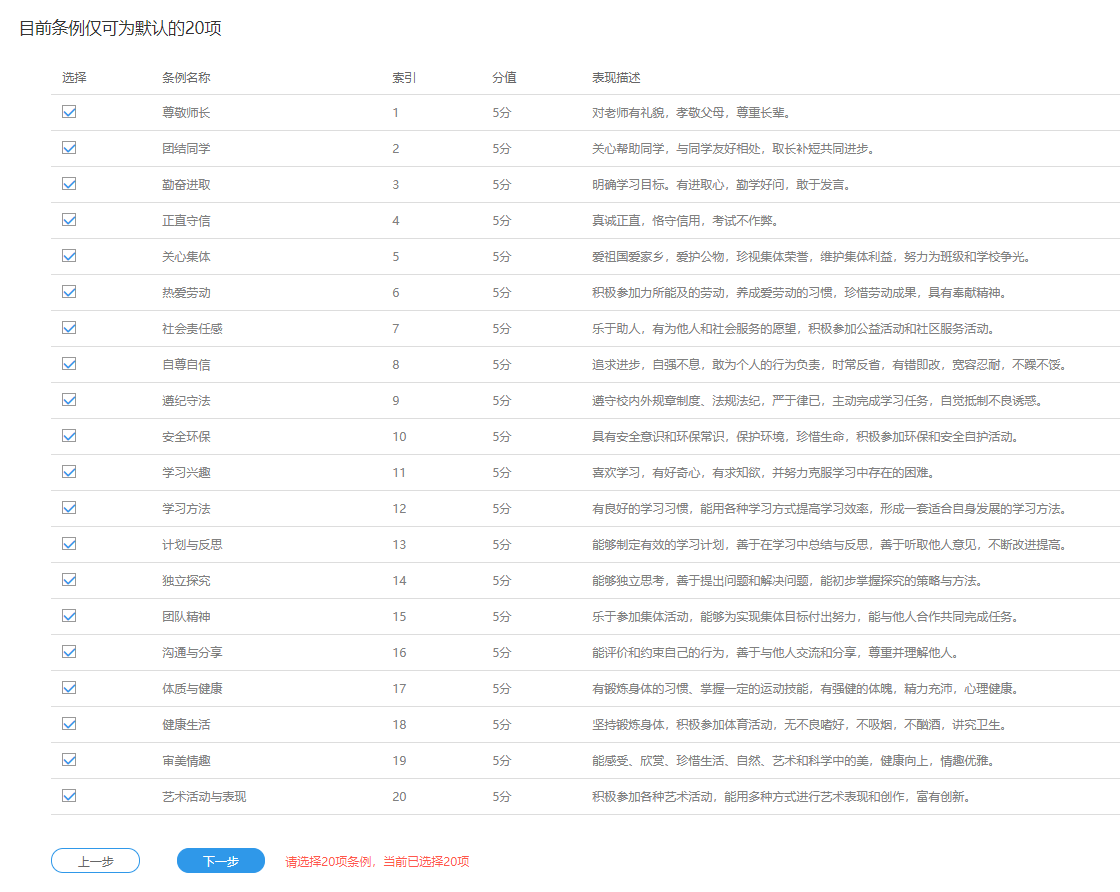 目前条例仅可为默认的20项
选择 条例名称 索引 分值 表现描述
尊敬师长 1 5分 对老师有礼貌，孝敬父母，尊重长辈。
团结同学 2 5分 关心帮助同学，与同学友好相处，取长补短共同进步。
勤奋进取 3 5分 明确学习目标。有进取心，勤学好问，敢于发言。
正直守信 4 5分 真诚正直，恪守信用，考试不作弊。
关心集体 5 5分 爱祖国爱家乡，爱护公物，珍视集体荣誉，维护集体利益，努力为班级和学校争光。
热爱劳动 6 5分 积极参加力所能及的劳动，养成爱劳动的习惯，珍惜劳动成果，具有奉献精神。
社会责任感 7 5分 乐于助人，有为他人和社会服务的愿望，积极参加公益活动和社区服务活动。
自尊自信 8 5分 追求进步，自强不息，敢为个人的行为负责，时常反省，有错即改，宽容忍耐，不躁不馁。
遵纪守法 9 5分 遵守校内外规章制度、法规法纪，严于律已，主动完成学习任务，自觉抵制不良诱惑。
安全环保 10 5分 具有安全意识和环保常识，保护环境，珍惜生命，积极参加环保和安全自护活动。
学习兴趣 11 5分 喜欢学习，有好奇心，有求知欲，并努力克服学习中存在的困难。
学习方法 12 5分 有良好的学习习惯，能用各种学习方式提高学习效率，形成一套适合自身发展的学习方法。
计划与反思 13 5分 能够制定有效的学习计划，善于在学习中总结与反思，善于听取他人意见，不断改进提高。
独立探究 14 5分 能够独立思考，善于提出问题和解决问题，能初步掌握探究的策略与方法。
团队精神 15 5分 乐于参加集体活动，能够为实现集体目标付出努力，能与他人合作共同完成任务。
沟通与分享 16 5分 能评价和约束自己的行为，善于与他人交流和分享，尊重并理解他人。
体质与健康 17 5分 有锻炼身体的习惯、掌握一定的运动技能，有强健的体魄，精力充沛，心理健康。
健康生活 18 5分 坚持锻炼身体，积极参加体育活动，无不良嗜好，不吸烟，不酗酒，讲究卫生。
审美情趣 19 5分 能感受、欣赏、珍惜生活、自然、艺术和科学中的美，健康向上，情趣优雅。
艺术活动与表现 20 5分 积极参加各种艺术活动，能用多种方式进行艺术表现和创作，富有创新。
上一步 下一步 请选择20项条例，当前已选择20项